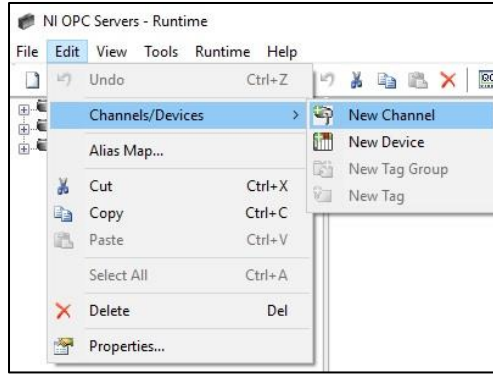 NI OPC Servers - Runtime
File Edit View Tools Runtime Help
Undo Ctrl+Z
Channels/Devices
Alias Map...
Cut Ctrl+X
Copy Ctrl+C
Paste Ctrl+V
Select All Ctrl+A
Delete Del
Properties...
New Channel
New Device
New Tag Group
New Tag